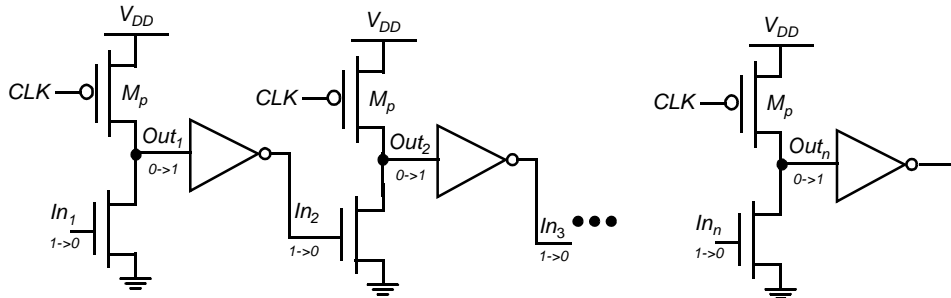 V_DD
CLK
M_p
Out_1
0->1
In_1
1->0
V_DD
CLK
M_p
Out_2
0->1
In_2
1->0
In_3
1->0
V_DD
CLK
M_p
Out_n
0->1
In_n
1->0